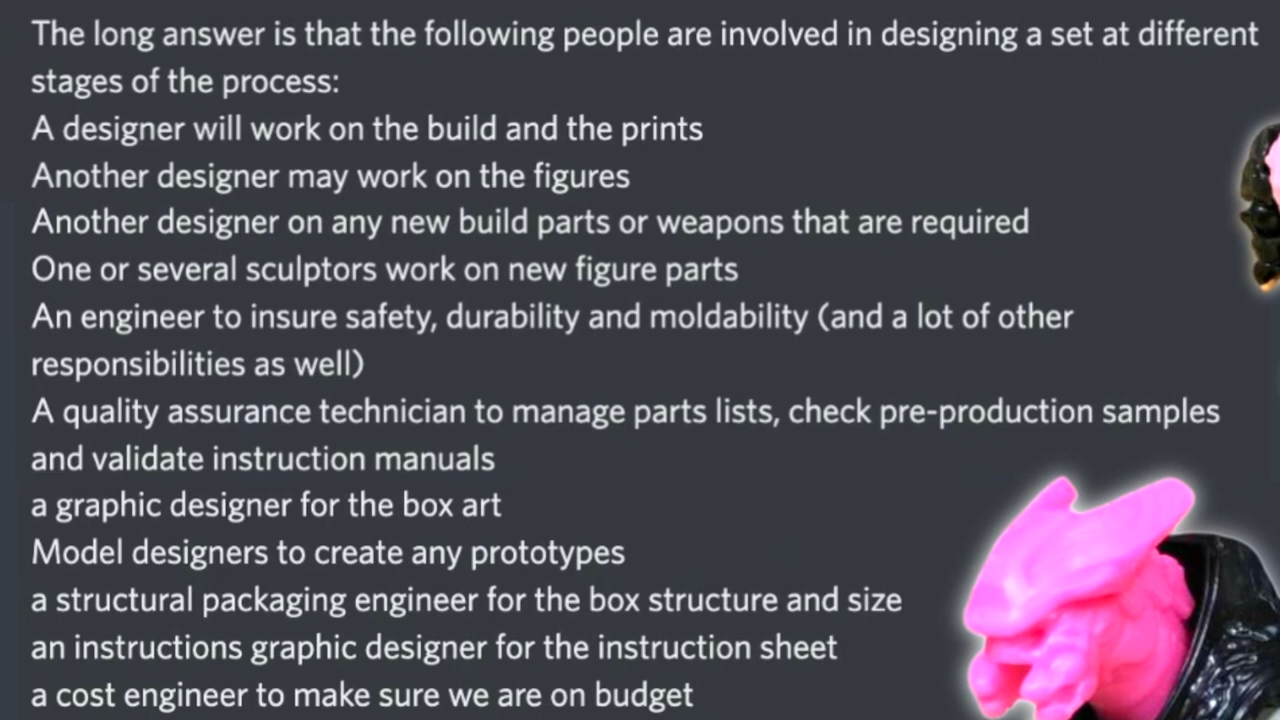 The long answer is that the following people are involved in designing a set at different
stages of the process:
A designer will work on the build and the prints
Another designer may work on the figures
Another designer on any new build parts or weapons that are required
One or several sculptors work on new figure parts
An engineer to insure safety, durability and moldability (and a lot of other
responsibilities as well)
A quality assurance technician to manage parts lists, check pre-production samples
and validate instruction manuals
a graphic designer for the box art
Model designers to create any prototypes
a structural packaging engineer for the box structure and size
an instructions graphic designer for the instruction sheet
a cost engineer to make sure we are on budget